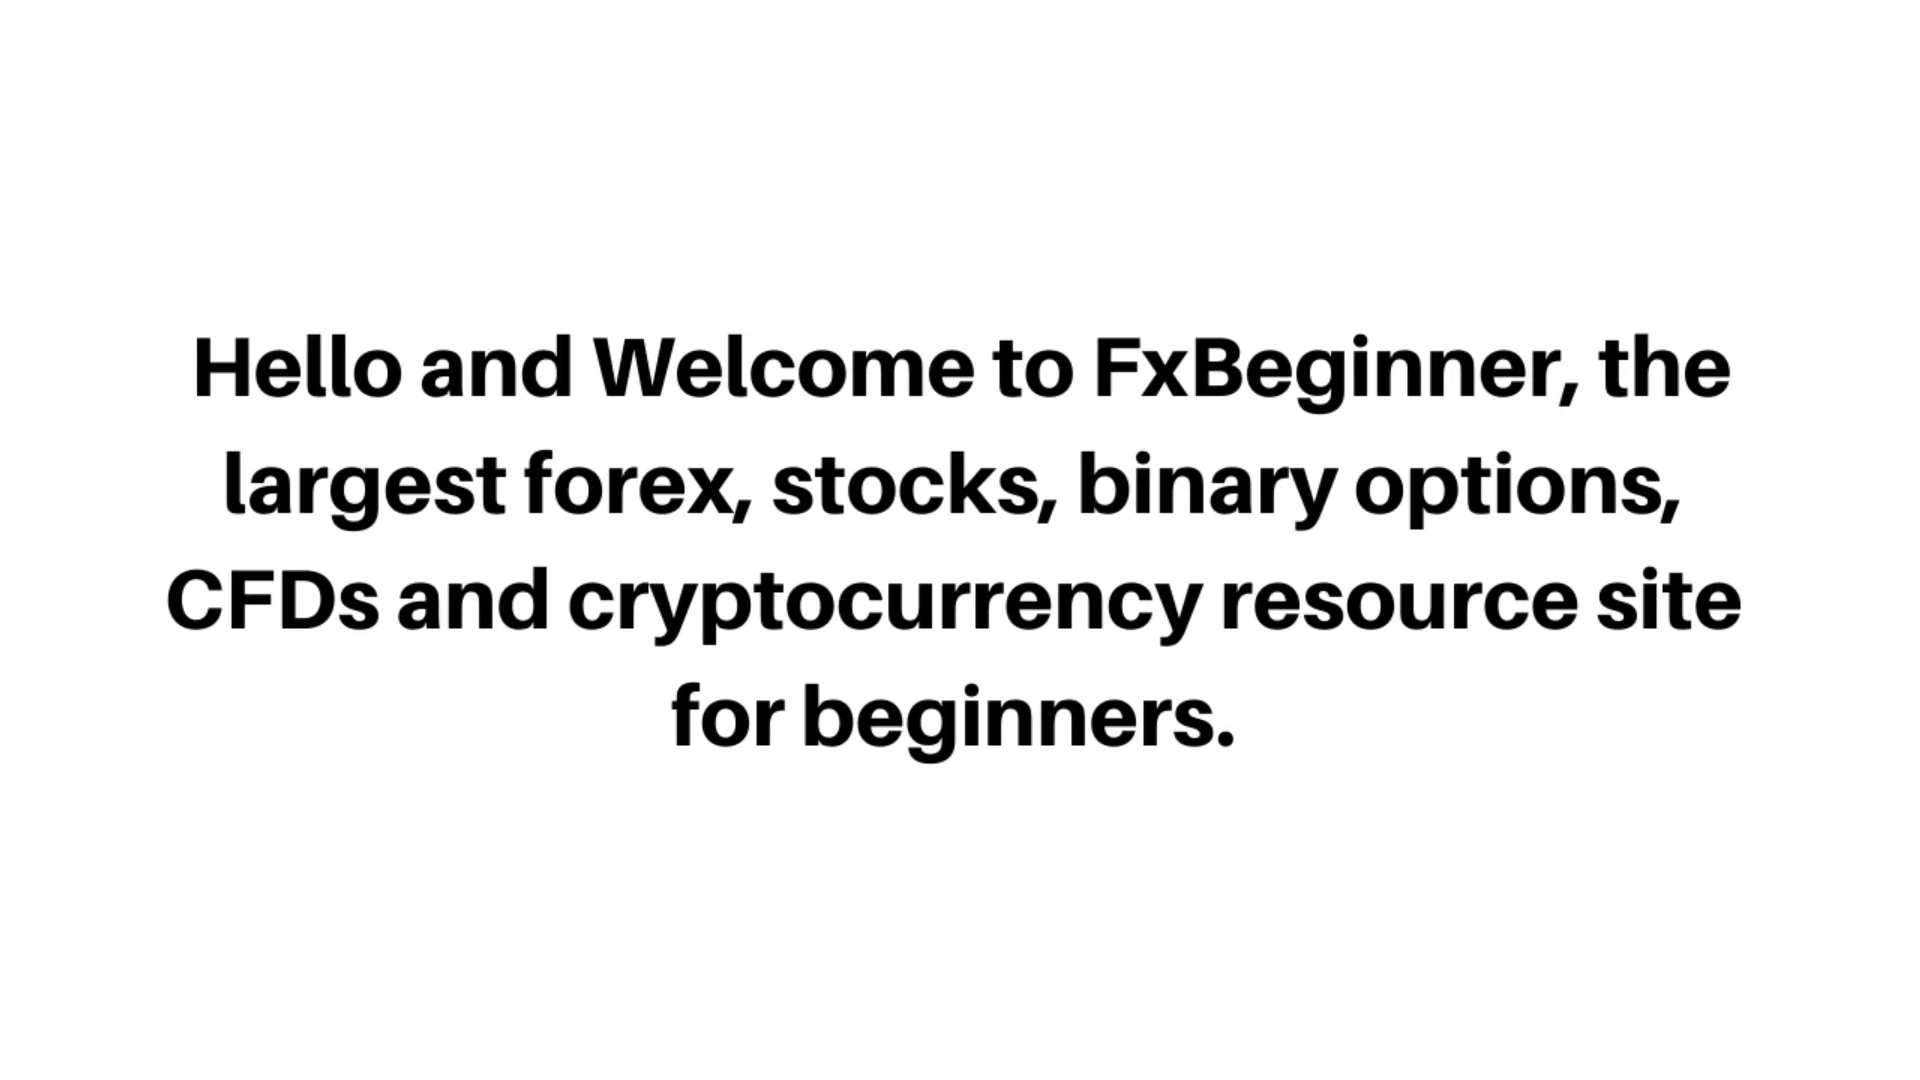 Hello and Welcome to FxBeginner, the
largest forex, stocks, binary options,
CFDs and cryptocurrency resource site
for beginners.